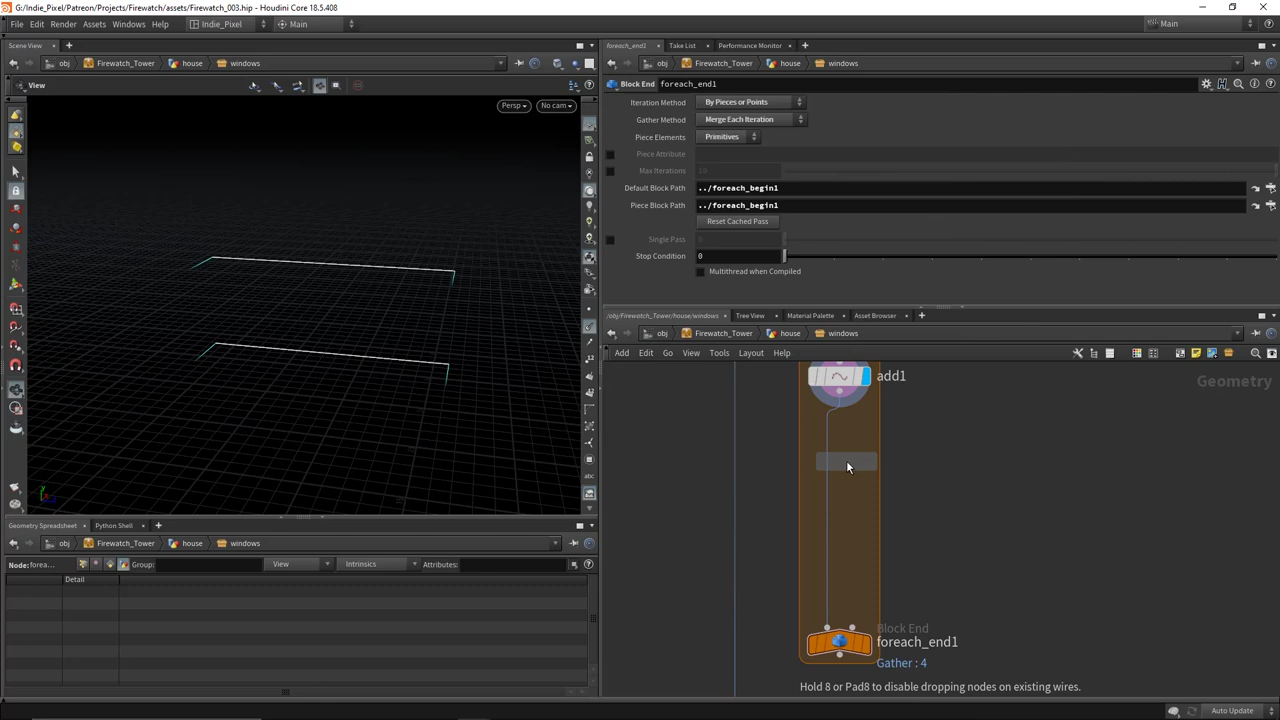 G:/Indie_Pixel/Patreon/Projects/Firewatch/assets/Firewatch_003.hip - Houdini Core 18.5.408
File Edit Render Assets Windows Help Indie_Pixel Main Main
Scene View
obj Firewatch_Tower house windows
View
Persp No cam
abc
Geometry Spreadsheet Python Shell
obj Firewatch_Tower house windows
Node:forea... Group: View Intrinsics Attributes:
Detail
foreach_end1 Take List Performance Monitor
obj Firewatch_Tower house windows
Block End foreach_end1
Iteration Method By Pieces or Points
Gather Method Merge Each Iteration
Piece Elements Primitives
Piece Attribute
Max Iterations 10
Default Block Path ../foreach_begin1
Piece Block Path ../foreach_begin1
Reset Cached Pass
Single Pass 0
Stop Condition 0
Multithread when Compiled
/obj/Firewatch_Tower/house/windows Tree View Material Palette Asset Browser
obj Firewatch_Tower house windows
Add Edit Go View Tools Layout Help
Geometry
add1
Block End
foreach_end1
Gather : 4
Hold 8 or Pad8 to disable dropping nodes on existing wires.
Auto Update